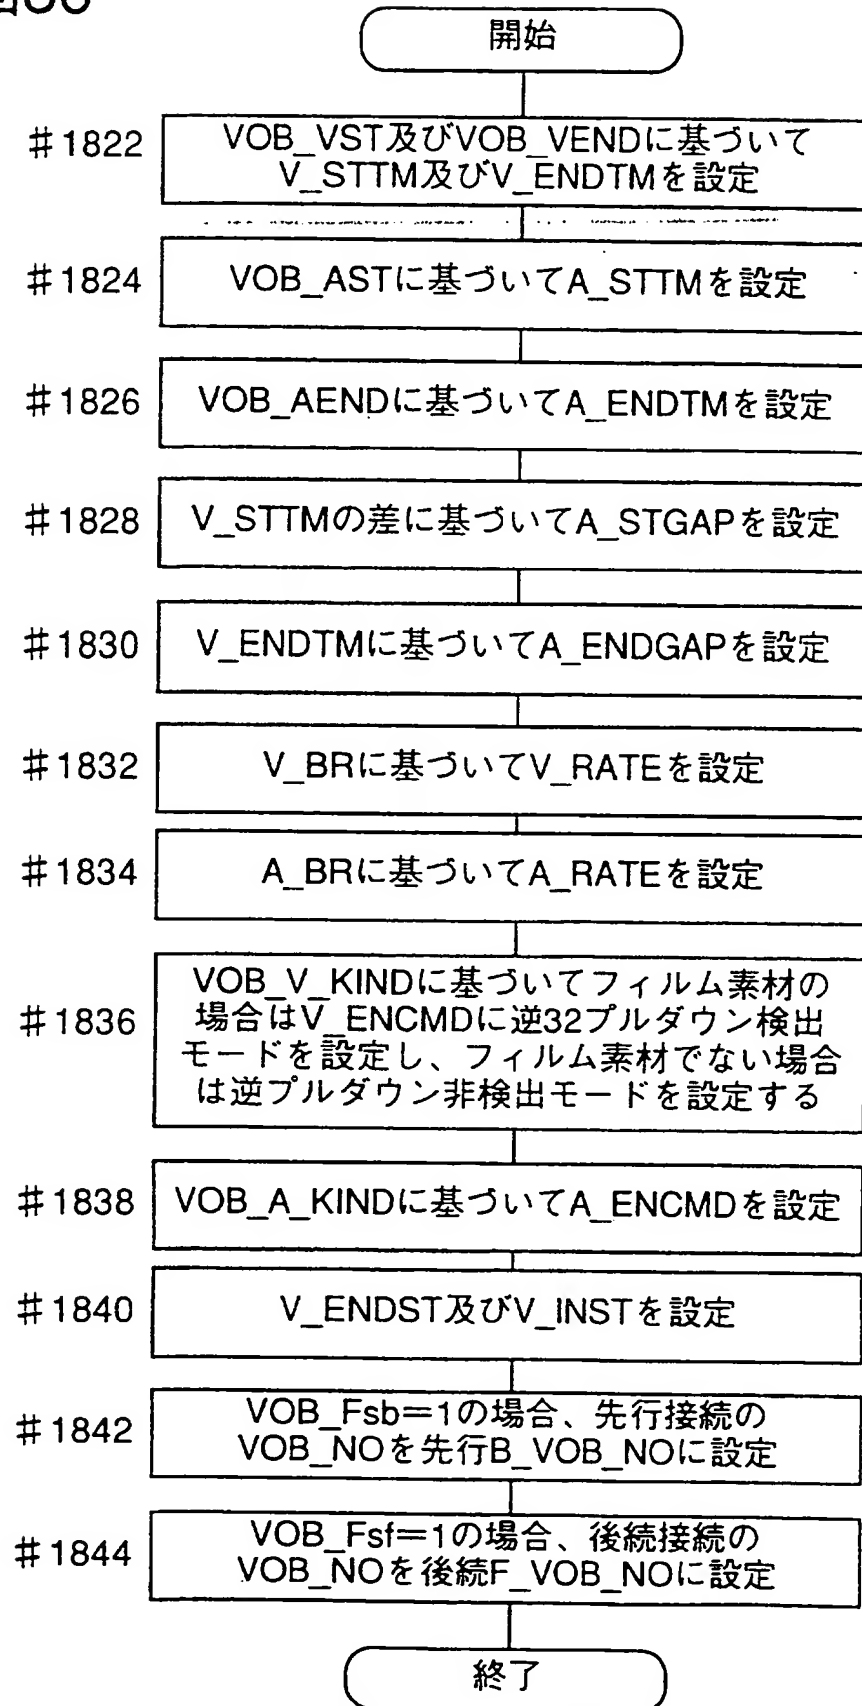 開始
#1822
VOB_VST及びVOB_VENDに基づいて
V_STTM及びV_ENDTMを設定
#1824
VOB_ASTに基づいてA_STTMを設定
#1826
VOB_AENDに基づいてA_ENDTMを設定
#1828
V_STTMの差に基づいてA_STGAPを設定
#1830
V_ENDTMに基づいてA_ENDGAPを設定
#1832
V_BRに基づいてV_RATEを設定
#1834
A_BRに基づいてA_RATEを設定
#1836
VOB_V_KINDに基づいてフィルム素材の
場合はV_ENCMDに逆32プルダウン検出
モードを設定し、フィルム素材でない場合
は逆プルダウン非検出モードを設定する
#1838
VOB_A_KINDに基づいてA_ENCMDを設定
#1840
V_ENDST及びV_INSTを設定
#1842
VOB_Fsb=1の場合、先行接続の
VOB_NOを先行B_VOB_NOに設定
#1844
VOB_Fsf=1の場合、後続接続の
VOB_NOを後続F_VOB_NOに設定
終了